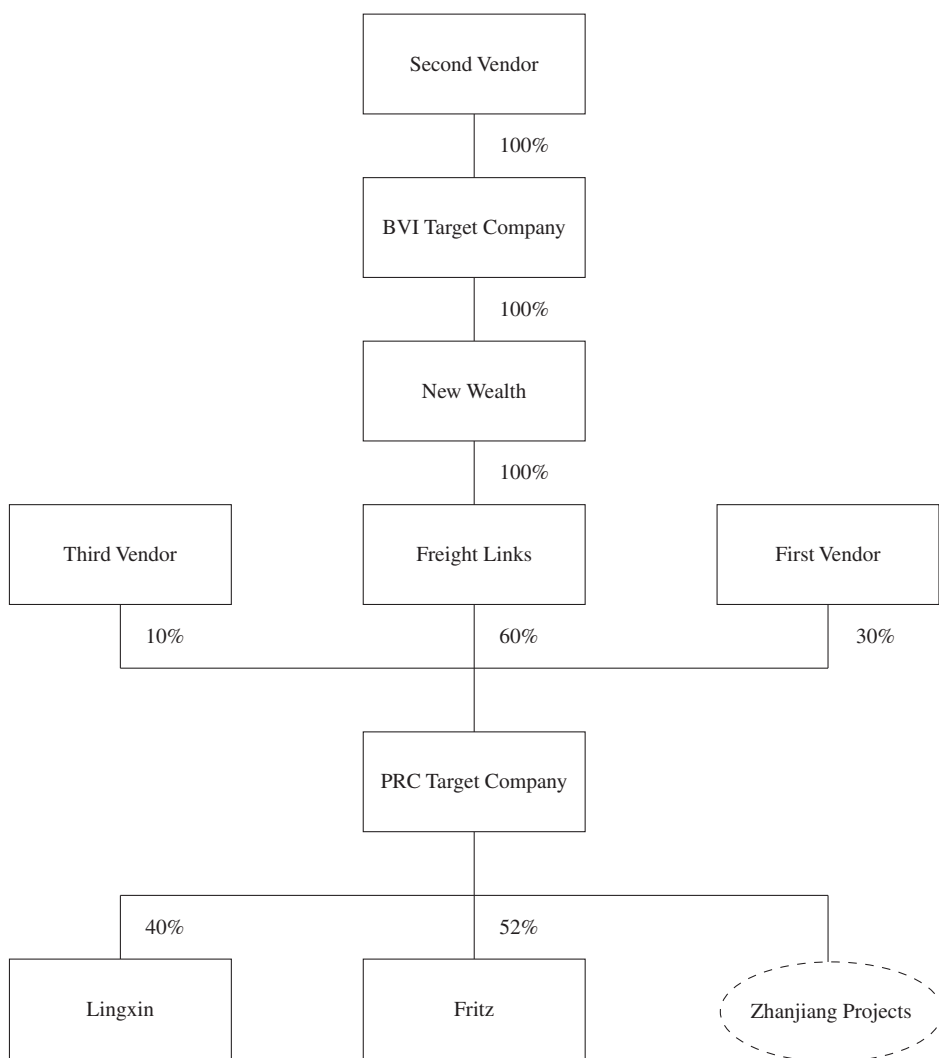 Second Vendor
100%
BVI Target Company
100%
New Wealth
100%
Third Vendor
Freight Links
First Vendor
10%
60%
30%
PRC Target Company
40%
52%
Lingxin
Fritz
Zhanjiang Projects